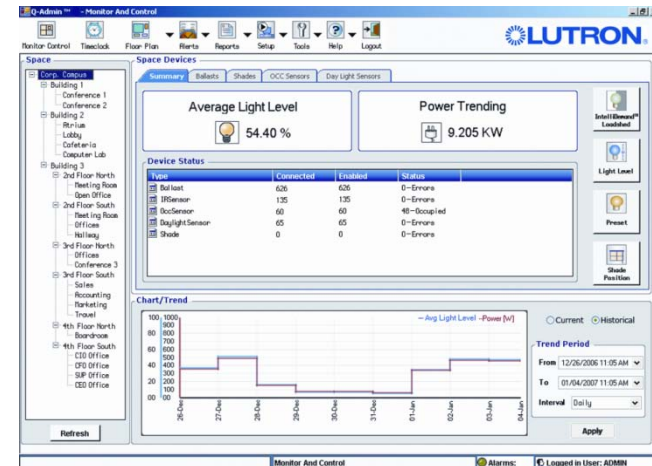 Q-Admin ™ - Monitor And Control
Monitor Control Timeclock Floor Plan Alerts Reports Setup Tools Help Logout
LUTRON
Space
Corp. Campus
Building 1
Conference 1
Conference 2
Building 2
Atrium
Lobby
Cafeteria
Computer Lab
Building 3
2nd Floor North
Meeting Room
Open Office
2nd Floor South
Meeting Room
Offices
Hallway
3rd Floor North
Offices
Conference 3
3rd Floor South
Sales
Accounting
Marketing
Travel
4th Floor North
Boardroom
4th Floor South
CIO Office
CFO Office
SUP Office
CEO Office
Refresh
Space Devices
Summary Ballasts Shades OCC Sensors Day Light Sensors
Average Light Level
54.40 %
Power Trending
9.205 KW
Device Status
Type Connected Enabled Status
Ballast 626 626 0-Errors
IRSensor 135 135 0-Errors
OccSensor 60 60 48-Occupied
DaylightSensor 65 65 0-Errors
Shade 0 0 0-Errors
IntelliDemand™
Loadshed
Light Level
Preset
Shade
Position
Chart/Trend
Avg Light Level -Power [W]
100 1000
900
80 800
700
60 600
500
40 400
300
20 200
100
00 00
26-Dec 27-Dec 28-Dec 29-Dec 30-Dec 31-Dec 01-Jan 02-Jan 03-Jan 04-Jan
Current Historical
Trend Period
From 12/26/2006 11:05 AM
To 01/04/2007 11:05 AM
Interval Daily
Apply
Monitor And Control Alarms: Logged in User: ADMIN